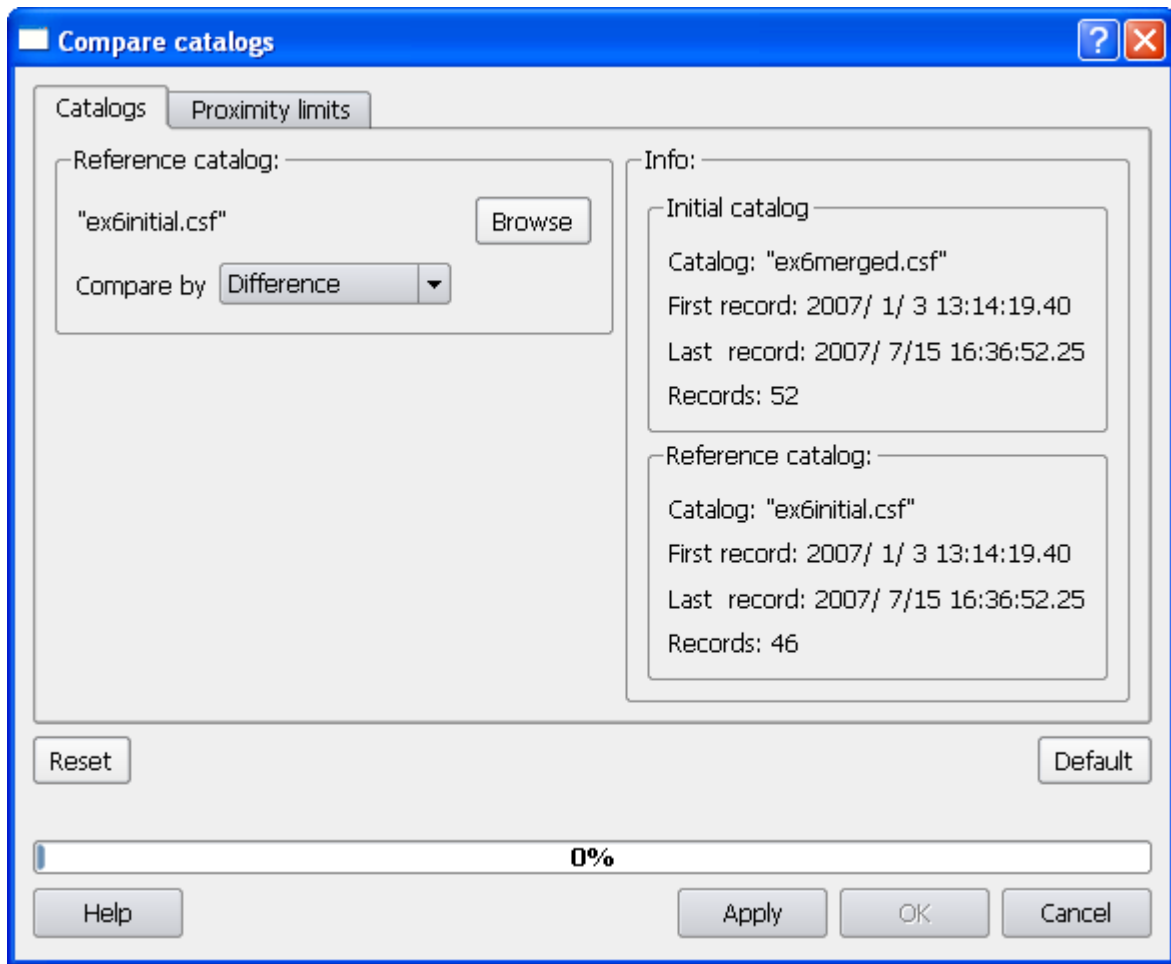 Compare catalogs
Catalogs
Proximity limits
Reference catalog:
"ex6initial.csf"
Browse
Compare by
Difference
Info:
Initial catalog
Catalog: "ex6merged.csf"
First record: 2007/ 1/ 3 13:14:19.40
Last  record: 2007/ 7/15 16:36:52.25
Records: 52
Reference catalog:
Catalog: "ex6initial.csf"
First record: 2007/ 1/ 3 13:14:19.40
Last  record: 2007/ 7/15 16:36:52.25
Records: 46
Reset
Default
0%
Help
Apply
OK
Cancel